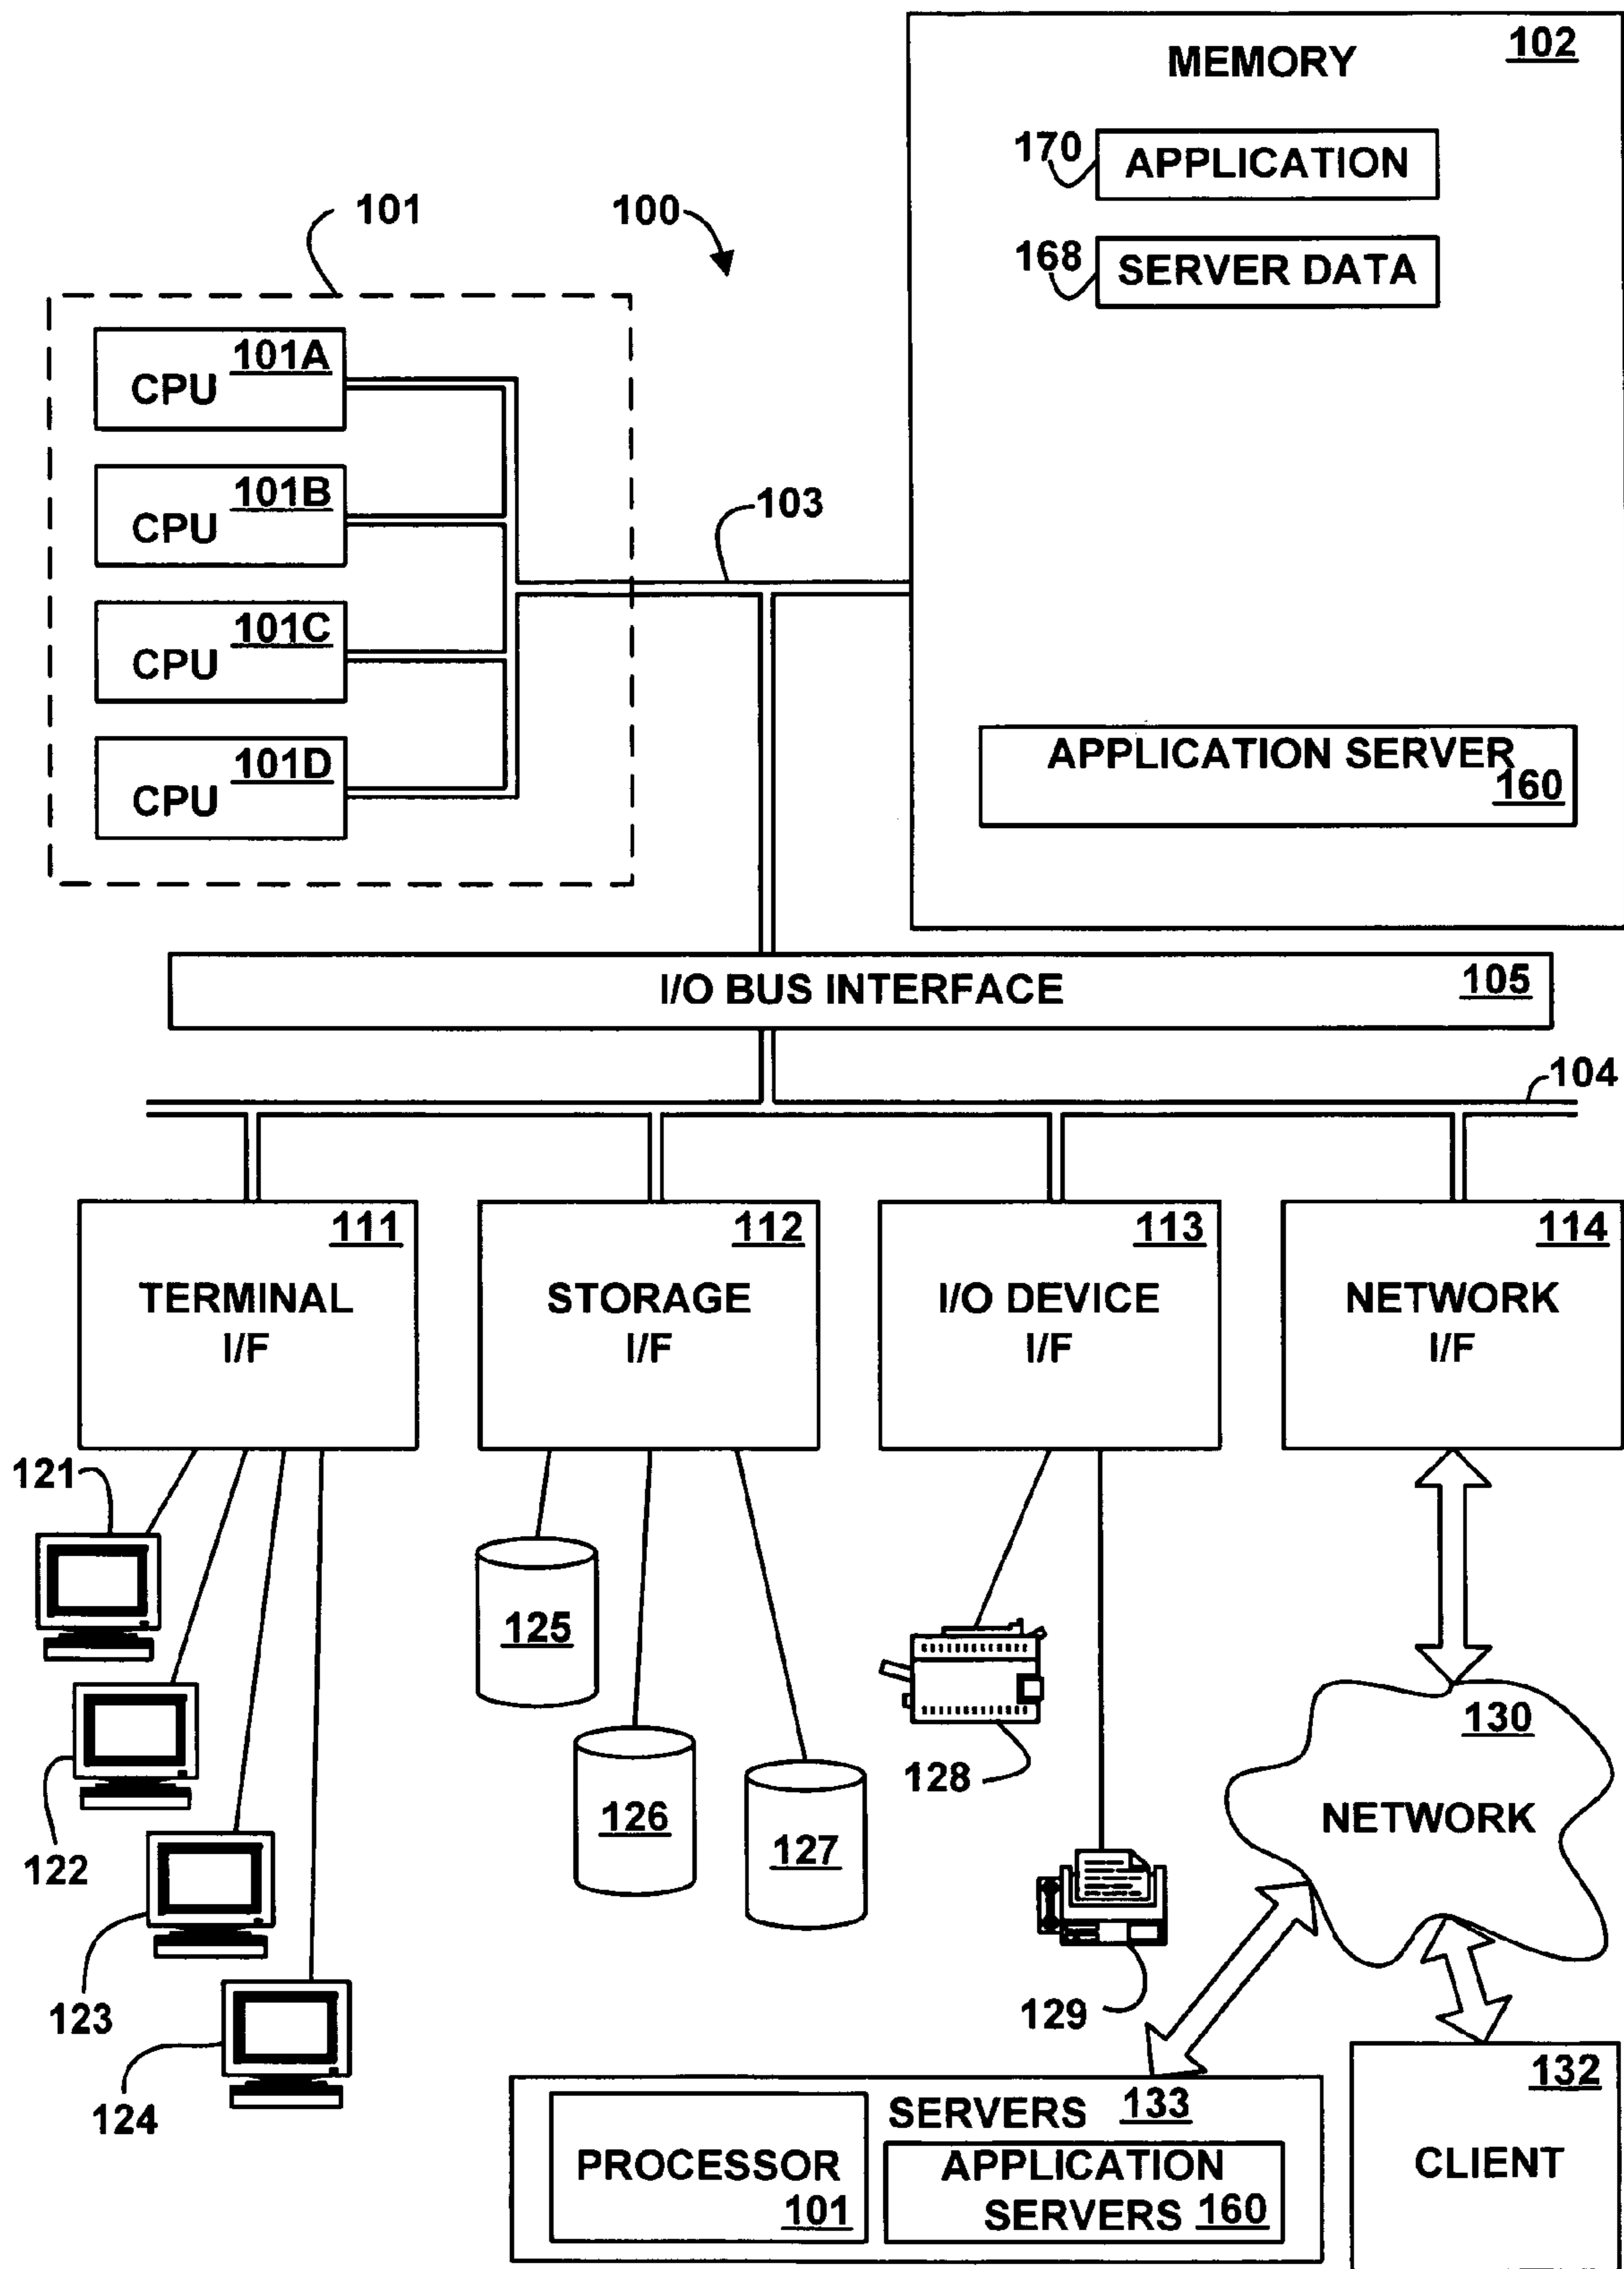 MEMORY 102
170 APPLICATION
168 SERVER DATA
101
100
101A
CPU
101B
CPU
101C
CPU
101D
CPU
103
APPLICATION SERVER
160
I/O BUS INTERFACE 105
104
111
TERMINAL
I/F
112
STORAGE
I/F
113
I/O DEVICE
I/F
114
NETWORK
I/F
121
122
123
124
125
126
127
128
129
130
NETWORK
SERVERS 133
PROCESSOR
101
APPLICATION
SERVERS 160
132
CLIENT